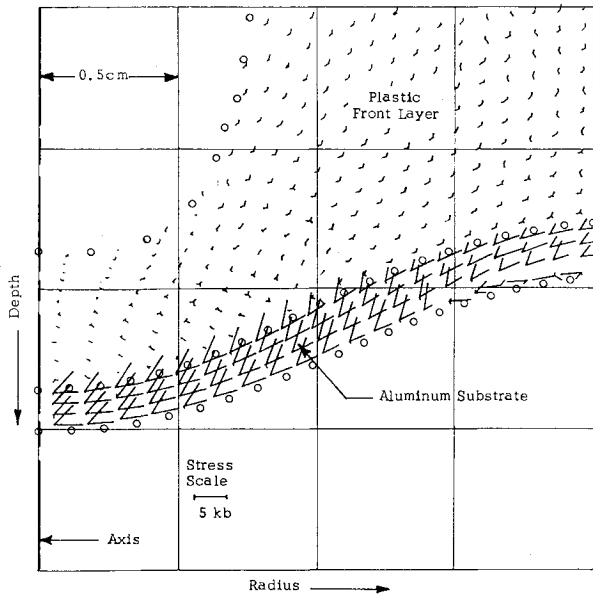 0.5cm
Plastic
Front Layer
Depth
Aluminum Substrate
Stress
Scale
5 kb
Axis
Radius